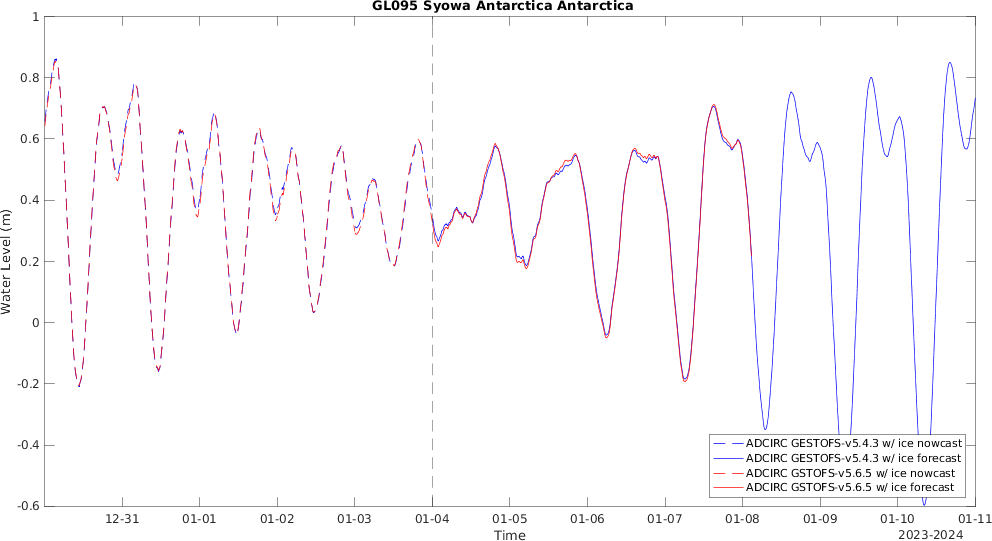 GL095 Syowa Antarctica Antarctica
Water Level (m)
1
0.8
0.6
0.4
0.2
0
-0.2
-0.4
-0.6
ADCIRC GESTOFS-v5.4.3 w/ ice nowcast
ADCIRC GESTOFS-v5.4.3 w/ ice forecast
ADCIRC GSTOFS-v5.6.5 w/ ice nowcast
ADCIRC GSTOFS-v5.6.5 w/ ice forecast
12-31 01-01 01-02 01-03 01-04 01-05 01-06 01-07 01-08 01-09 01-10 01-11
Time
2023-2024